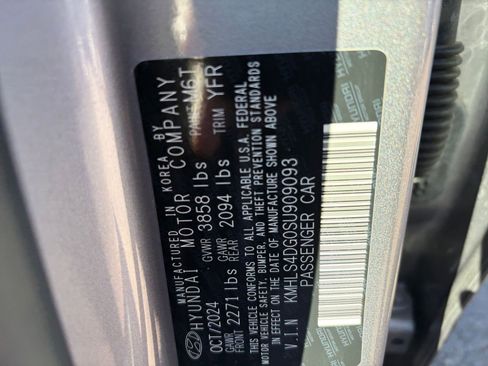 MANUFACTURED IN KOREA BY
HYUNDAI MOTOR COMPANY
OCT/2024 GVWR 3858 lbs PAINT M6T
GAWR FRONT 2271 lbs GAWR REAR 2094 lbs TRIM YFR
THIS VEHICLE CONFORMS TO ALL APPLICABLE U.S.A. FEDERAL
MOTOR VEHICLE SAFETY AND THEFT PREVENTION STANDARDS
IN EFFECT ON THE DATE OF MANUFACTURE SHOWN ABOVE
V.I.N KMHLS4DG0SU909093
PASSENGER CAR